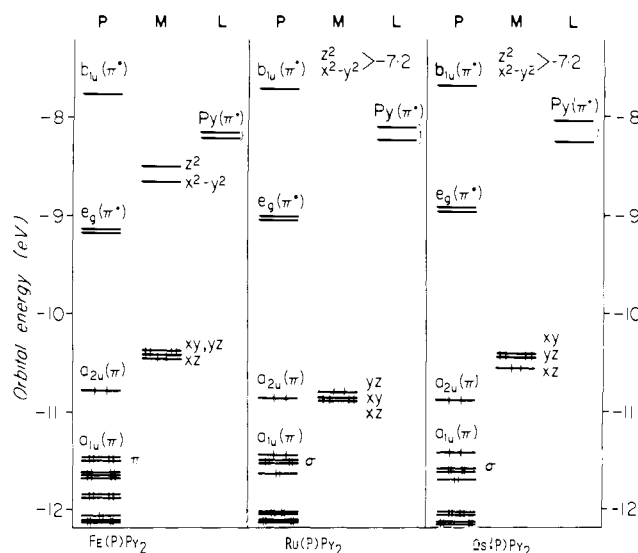 P M L P M L P M L
b1u(π*)
Py(π*)
z²
x²-y²
eg(π*)
xy, yz
xz
a2u(π)
a1u(π)
π
Fe(P)Py2
b1u(π*)
z²
x²-y² >-7·2
Py(π*)
eg(π*)
a2u(π)
yz
xy
xz
a1u(π)
σ
Ru(P)Py2
b1u(π*)
z²
x²-y² >-7·2
Py(π*)
eg(π*)
xy
yz
xz
a2u(π)
a1u(π)
σ
Os(P)Py2
Orbital energy (eV)
-8
-9
-10
-11
-12
-8
-9
-10
-11
-12